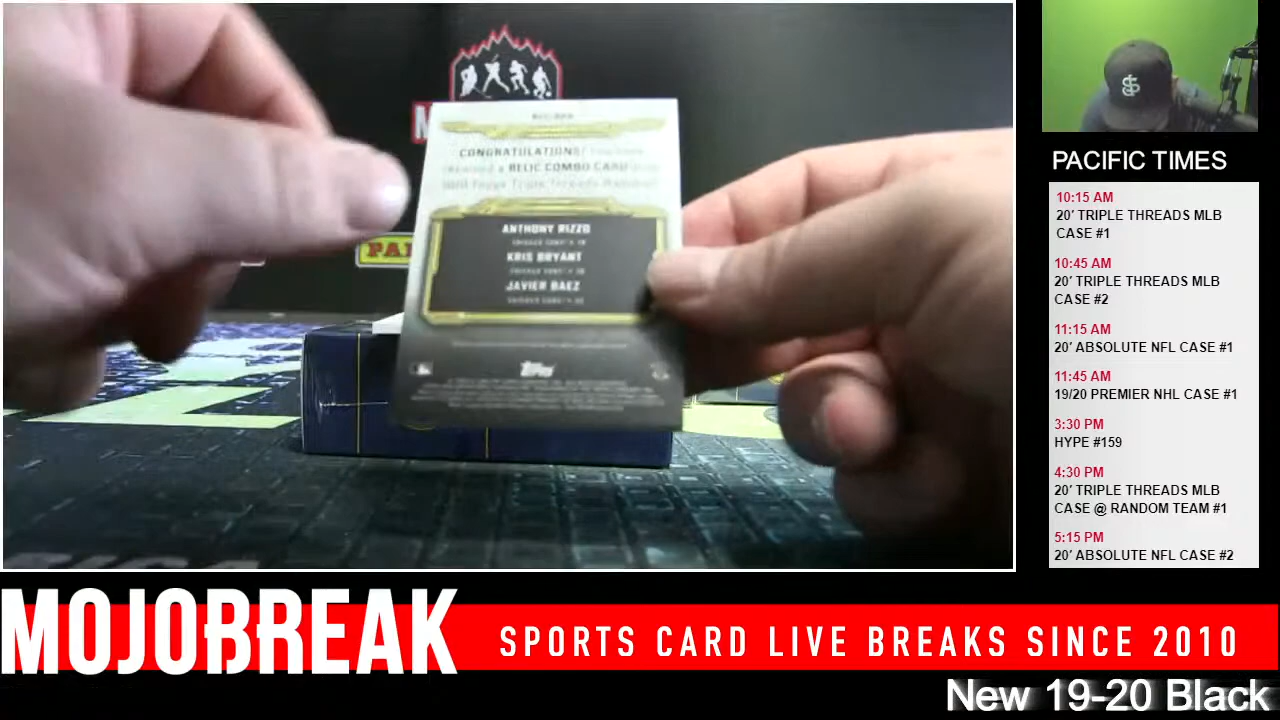 CONGRATULATIONS!
RELIC COMBO CARD
ANTHONY RIZZO
KRIS BRYANT
JAVIER BAEZ
Topps
PACIFIC TIMES
10:15 AM
20' TRIPLE THREADS MLB
CASE #1
10:45 AM
20' TRIPLE THREADS MLB
CASE #2
11:15 AM
20' ABSOLUTE NFL CASE #1
11:45 AM
19/20 PREMIER NHL CASE #1
3:30 PM
HYPE #159
4:30 PM
20' TRIPLE THREADS MLB
CASE @ RANDOM TEAM #1
5:15 PM
20' ABSOLUTE NFL CASE #2
MOJOBREAK
SPORTS CARD LIVE BREAKS SINCE 2010
New 19-20 Black